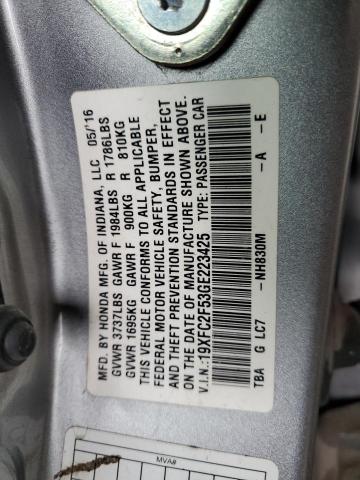 MFD. BY HONDA MFG. OF INDIANA, LLC 05/16
GVWR 3737LBS GAWR F 1984LBS R 1786LBS
GVWR 1695KG GAWR F 900KG R 810KG
THIS VEHICLE CONFORMS TO ALL APPLICABLE
FEDERAL MOTOR VEHICLE SAFETY, BUMPER,
AND THEFT PREVENTION STANDARDS IN EFFECT
ON THE DATE OF MANUFACTURE SHOWN ABOVE.
V.I.N.: 19XFC2F53GE223425 TYPE: PASSENGER CAR
TBA G LC7 -NH830M -A -E
MVA#